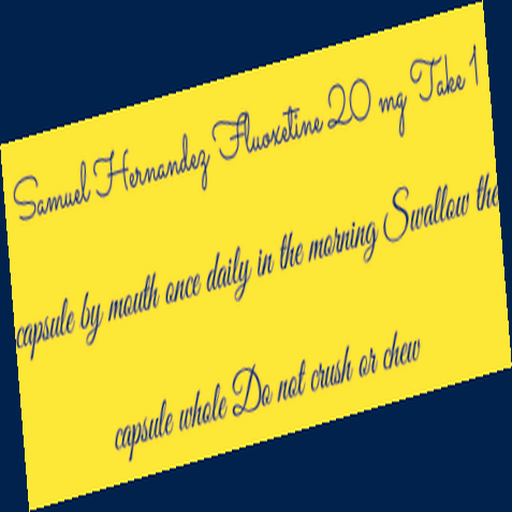 Samuel Hernandez Fluoxetine 20 mg Take 1
capsule by mouth once daily in the morning Swallow the
capsule whole Do not crush or chew